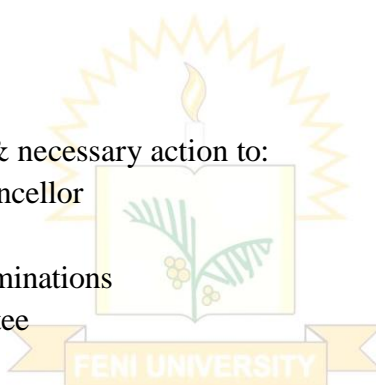 & necessary action to:
ncellor
minations
tee
FENI UNIVERSITY